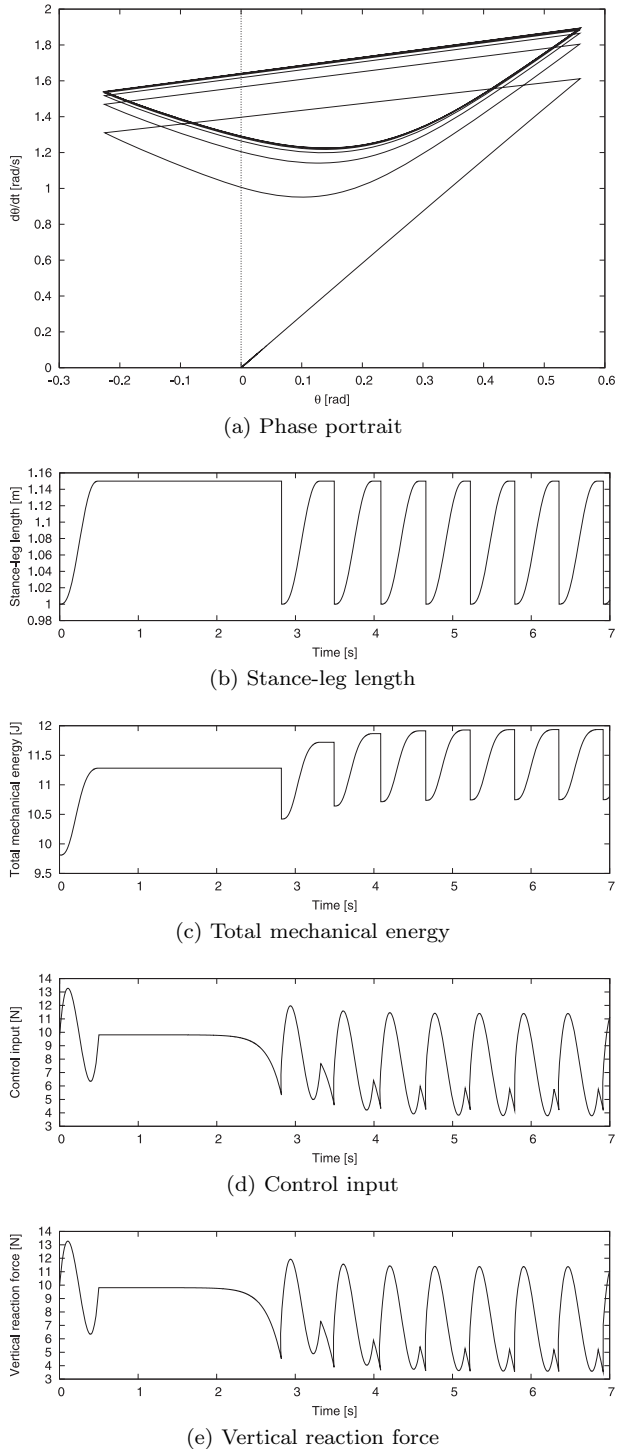 2
1.8
1.6
1.4
1.2
1
0.8
0.6
0.4
0.2
0
dθ/dt [rad/s]
-0.3 -0.2 -0.1 0 0.1 0.2 0.3 0.4 0.5 0.6
θ [rad]
(a) Phase portrait
1.16
1.14
1.12
1.1
1.08
1.06
1.04
1.02
1
0.98
Stance-leg length [m]
0 1 2 3 4 5 6 7
Time [s]
(b) Stance-leg length
12
11.5
11
10.5
10
9.5
Total mechanical energy [J]
0 1 2 3 4 5 6 7
Time [s]
(c) Total mechanical energy
14
13
12
11
10
9
8
7
6
5
4
3
Control input [N]
0 1 2 3 4 5 6 7
Time [s]
(d) Control input
14
13
12
11
10
9
8
7
6
5
4
3
Vertical reaction force [N]
0 1 2 3 4 5 6 7
Time [s]
(e) Vertical reaction force